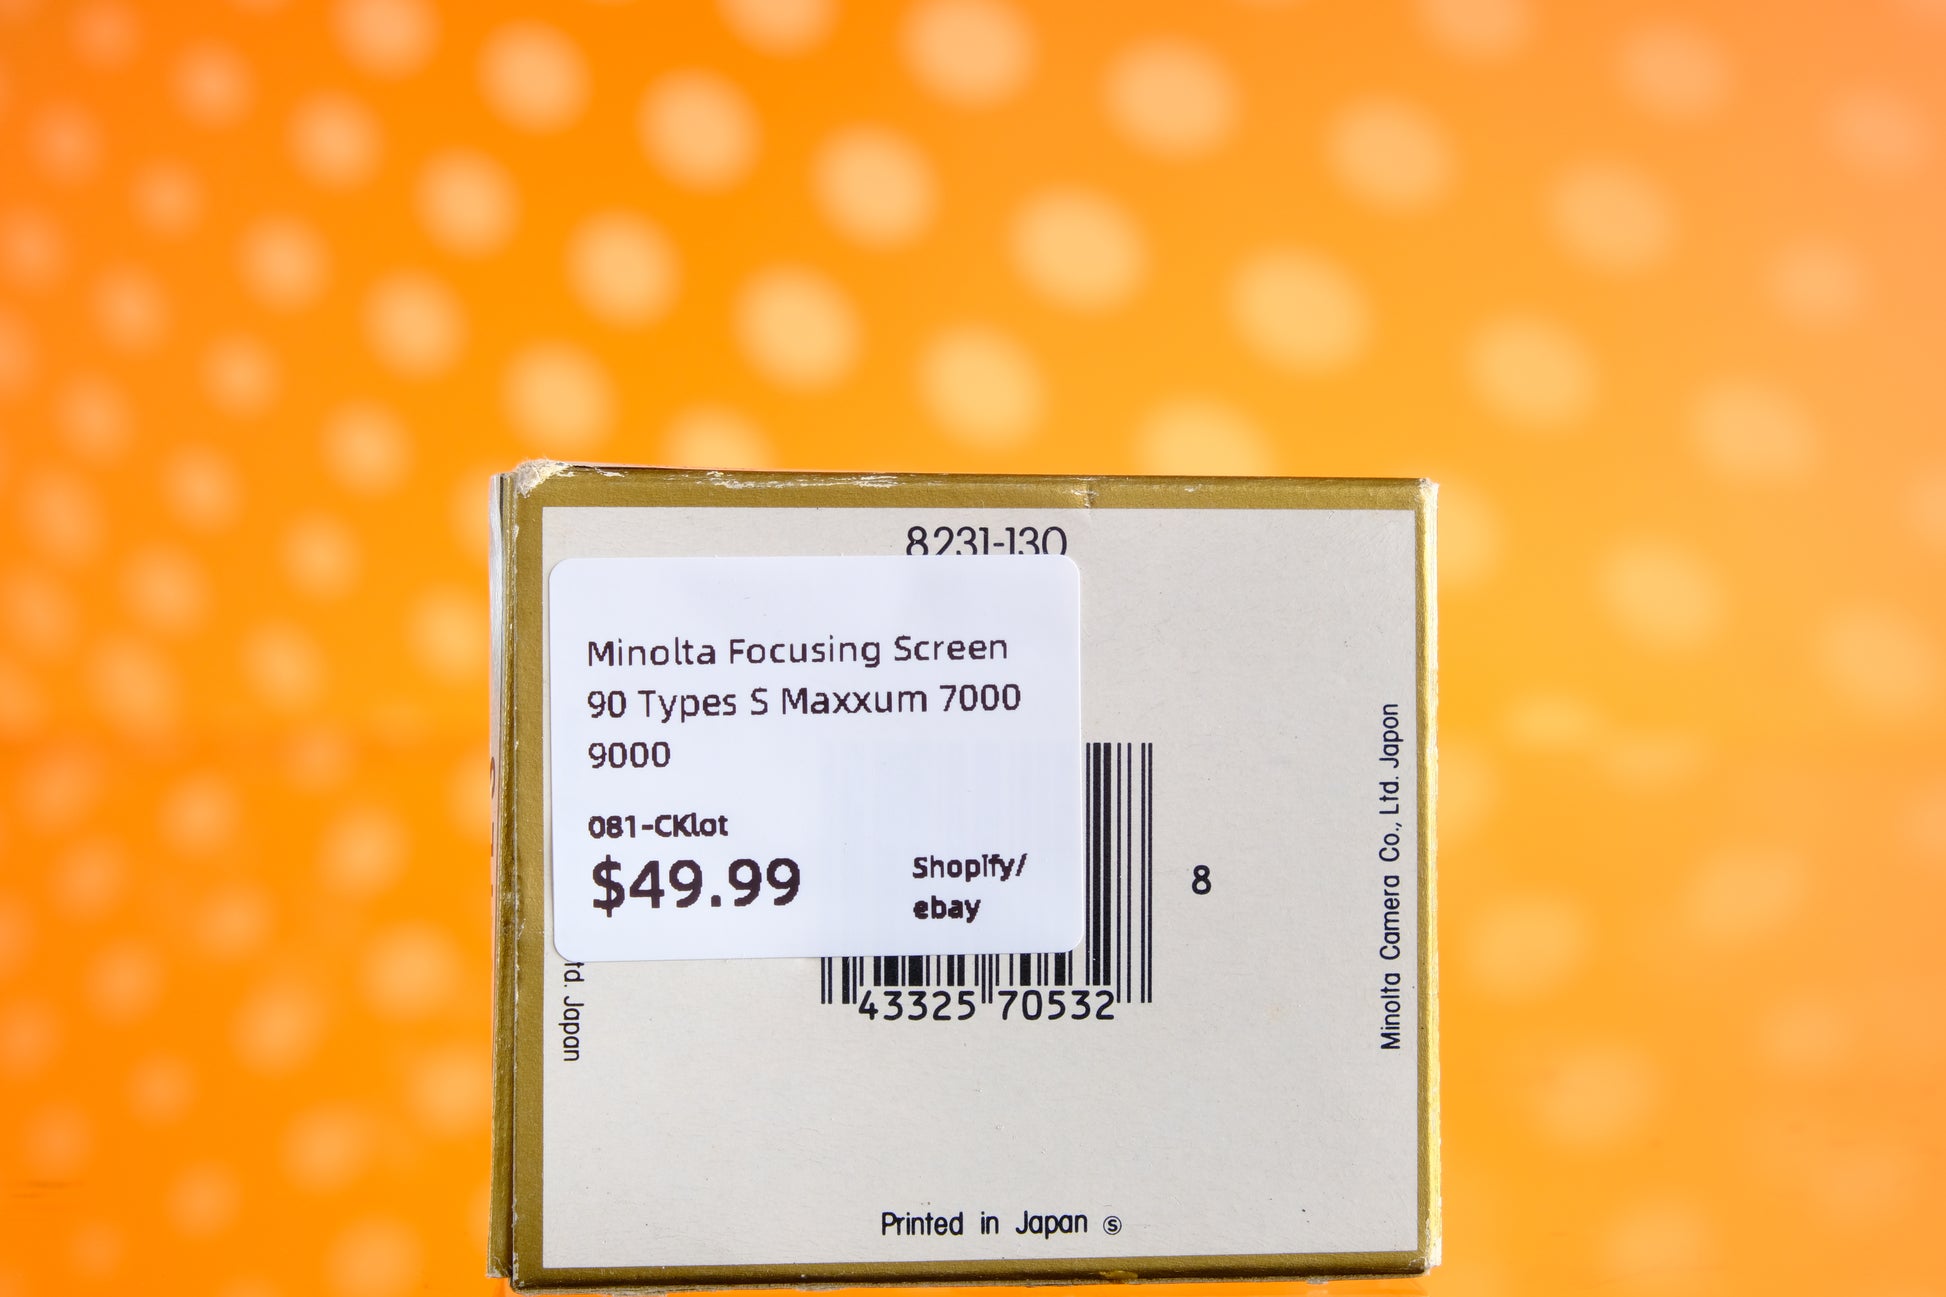 8231-130
Minolta Focusing Screen
90 Types S Maxxum 7000
9000
081-CKlot
$49.99
Shopify/
ebay
8
43325 70532
td. Japan
Minolta Camera Co., Ltd. Japan
Printed in Japan Ⓢ